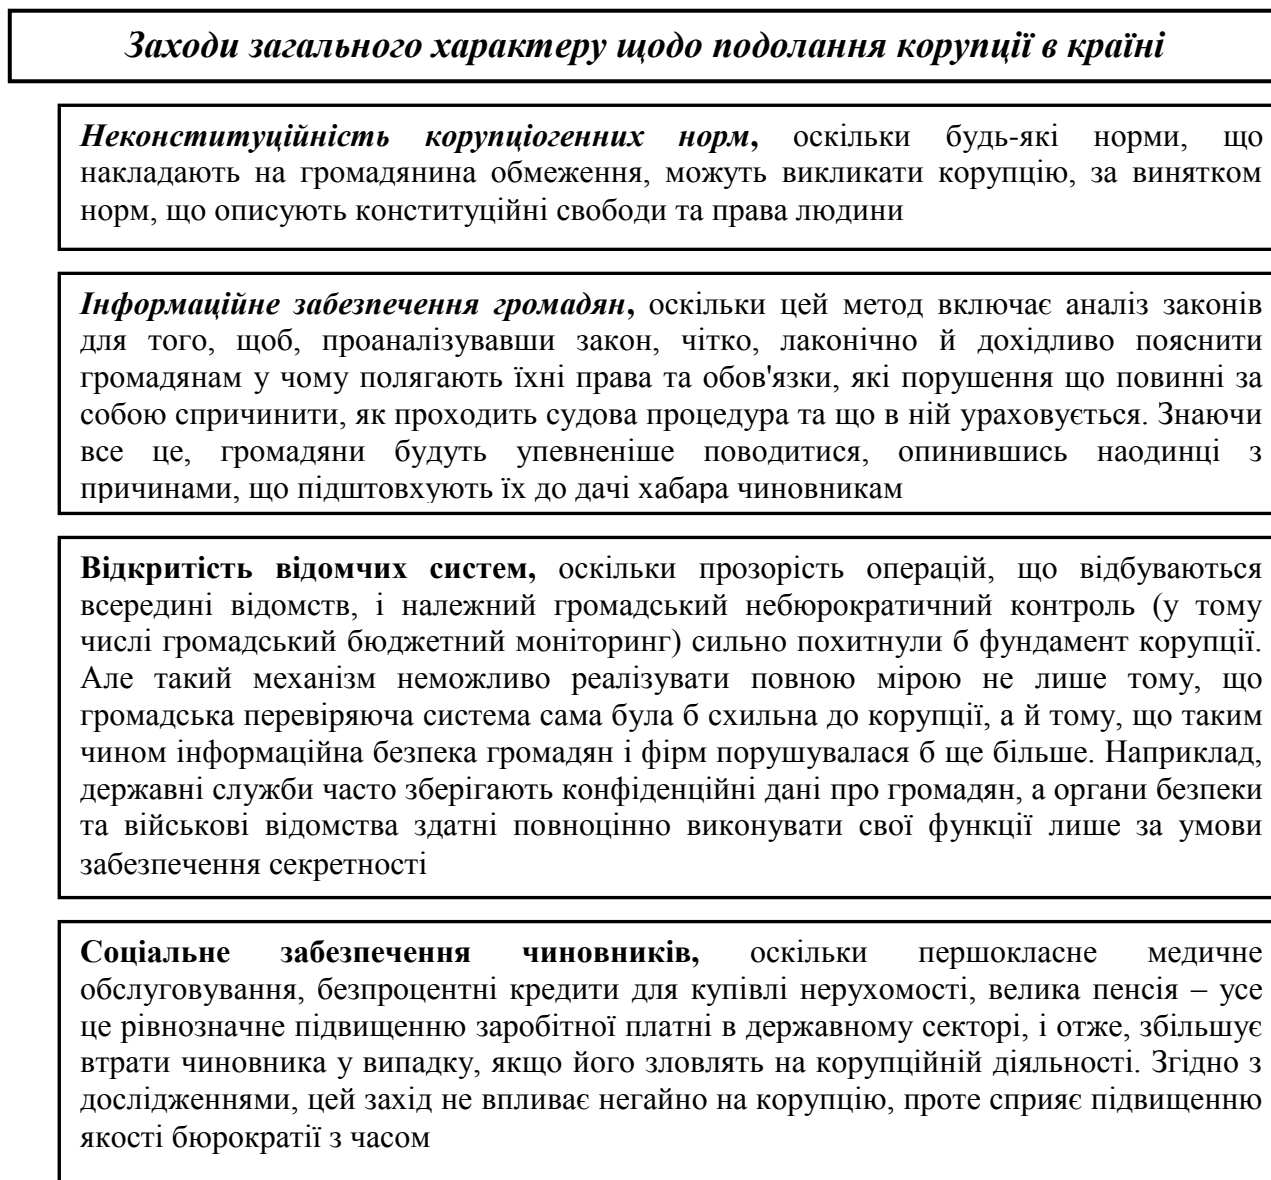 Заходи загального характеру щодо подолання корупції в країні
Неконституційність корупціогенних норм, оскільки будь-які норми, що
накладають на громадянина обмеження, можуть викликати корупцію, за винятком
норм, що описують конституційні свободи та права людини
Інформаційне забезпечення громадян, оскільки цей метод включає аналіз законів
для того, щоб, проаналізувавши закон, чітко, лаконічно й дохідливо пояснити
громадянам у чому полягають їхні права та обов'язки, які порушення що повинні за
собою спричинити, як проходить судова процедура та що в ній ураховується. Знаючи
все це, громадяни будуть упевненіше поводитися, опинившись наодинці з
причинами, що підштовхують їх до дачі хабара чиновникам
Відкритість відомчих систем, оскільки прозорість операцій, що відбуваються
всередині відомств, і належний громадський небюрократичний контроль (у тому
числі громадський бюджетний моніторинг) сильно похитнули б фундамент корупції.
Але такий механізм неможливо реалізувати повною мірою не лише тому, що
громадська перевіряюча система сама була б схильна до корупції, а й тому, що таким
чином інформаційна безпека громадян і фірм порушувалася б ще більше. Наприклад,
державні служби часто зберігають конфіденційні дані про громадян, а органи безпеки
та військові відомства здатні повноцінно виконувати свої функції лише за умови
забезпечення секретності
Соціальне забезпечення чиновників, оскільки першокласне медичне
обслуговування, безпроцентні кредити для купівлі нерухомості, велика пенсія – усе
це рівнозначне підвищенню заробітної платні в державному секторі, і отже, збільшує
втрати чиновника у випадку, якщо його зловлять на корупційній діяльності. Згідно з
дослідженнями, цей захід не впливає негайно на корупцію, проте сприяє підвищенню
якості бюрократії з часом